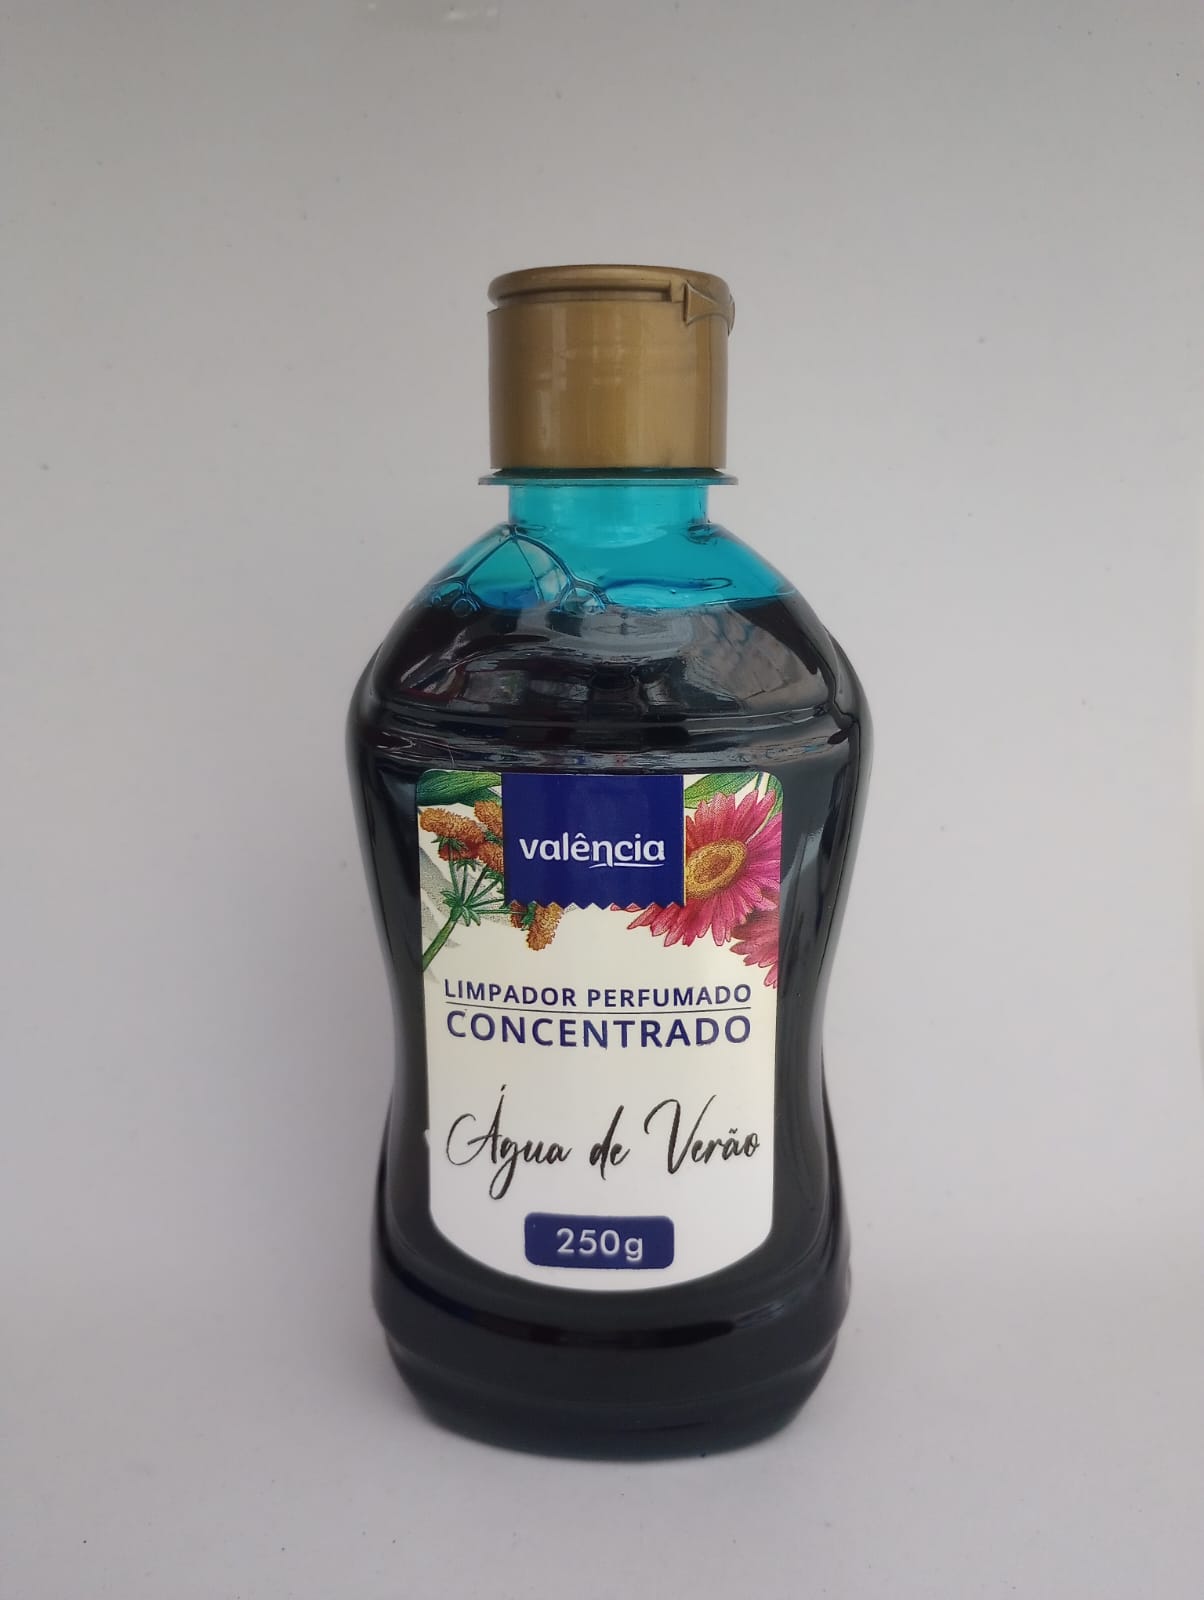 valência
LIMPADOR PERFUMADO
CONCENTRADO
Água de Verão
250g